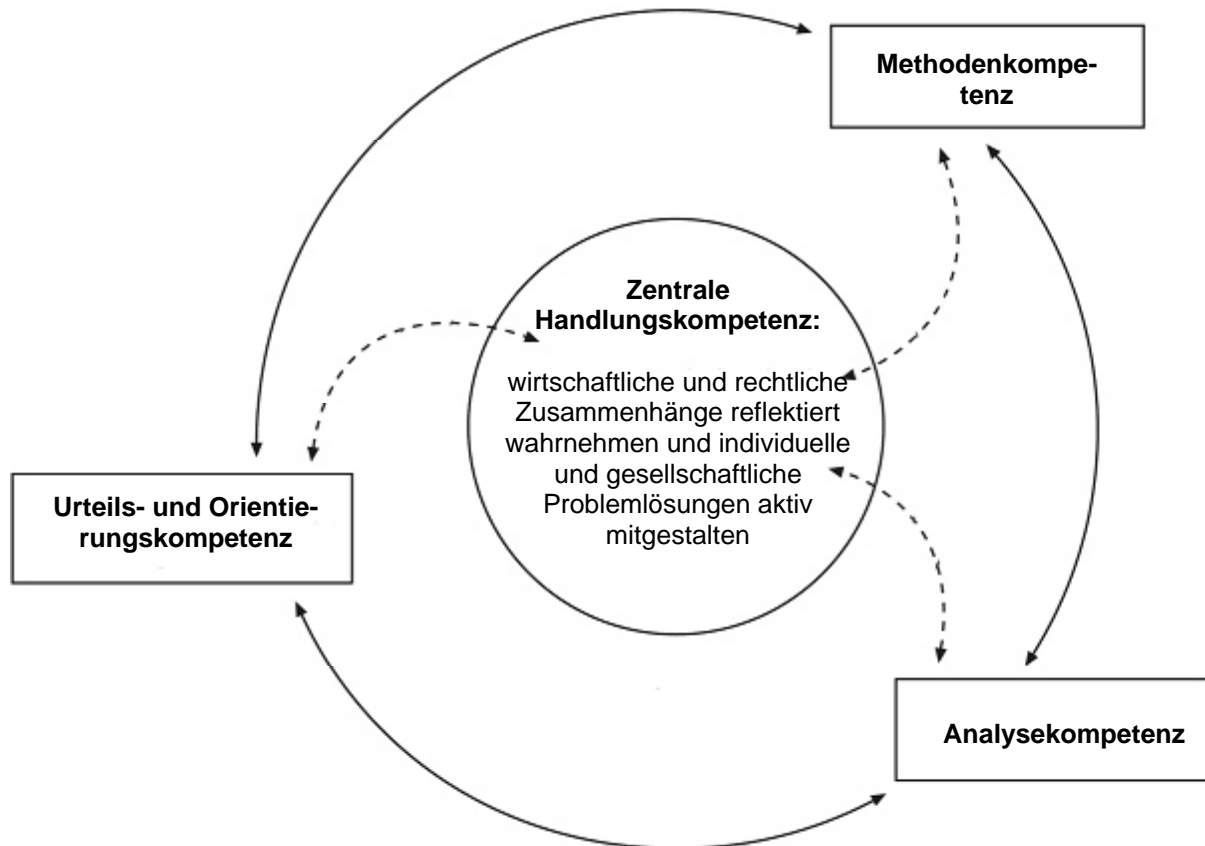 Methodenkompe-
tenz
Zentrale
Handlungskompetenz:
wirtschaftliche und rechtliche
Zusammenhänge reflektiert
wahrnehmen und individuelle
und gesellschaftliche
Problemlösungen aktiv
mitgestalten
Urteils- und Orientie-
rungskompetenz
Analysekompetenz